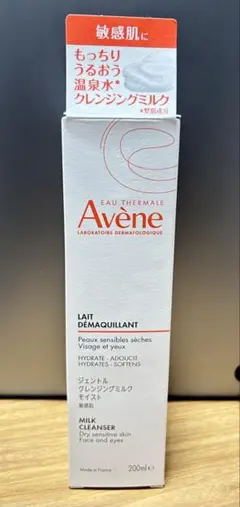 敏感肌に
もっちり
うるおう
温泉水*
クレンジングミルク
*整肌成分
EAU THERMALE
Avène
LABORATOIRE DERMATOLOGIQUE
LAIT
DÉMAQUILLANT
Peaux sensibles sèches
Visage et yeux
HYDRATE - ADOUCIT
HYDRATES - SOFTENS
ジェントル
クレンジングミルク
モイスト
敏感肌
MILK
CLEANSER
Dry sensitive skin
Face and eyes
Made in France
200ml e